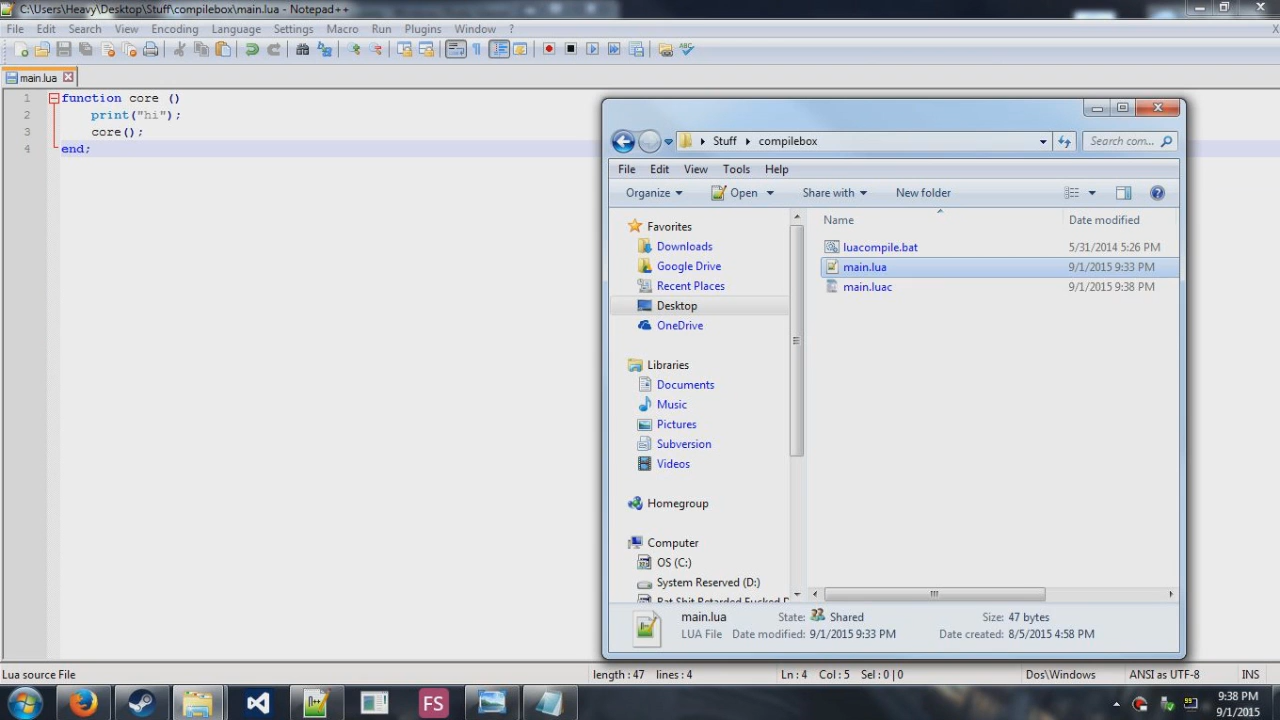 C:\Users\Heavy\Desktop\Stuff\compilebox\main.lua - Notepad++
File Edit Search View Encoding Language Settings Macro Run Plugins Window ?
X
main.lua
1 function core ()
2 print("hi");
3 core();
4 end;
Stuff compilebox
Search com...
File Edit View Tools Help
Organize Open Share with New folder
Favorites
Downloads
Google Drive
Recent Places
Desktop
OneDrive
Libraries
Documents
Music
Pictures
Subversion
Videos
Homegroup
Computer
OS (C:)
System Reserved (D:)
Name Date modified
luacompile.bat 5/31/2014 5:26 PM
main.lua 9/1/2015 9:33 PM
main.luac 9/1/2015 9:38 PM
main.lua State: Shared Size: 47 bytes
LUA File Date modified: 9/1/2015 9:33 PM Date created: 8/5/2015 4:58 PM
Lua source File length : 47 lines : 4 Ln : 4 Col : 5 Sel : 0 | 0 Dos\Windows ANSI as UTF-8 INS
FS
9:38 PM
9/1/2015